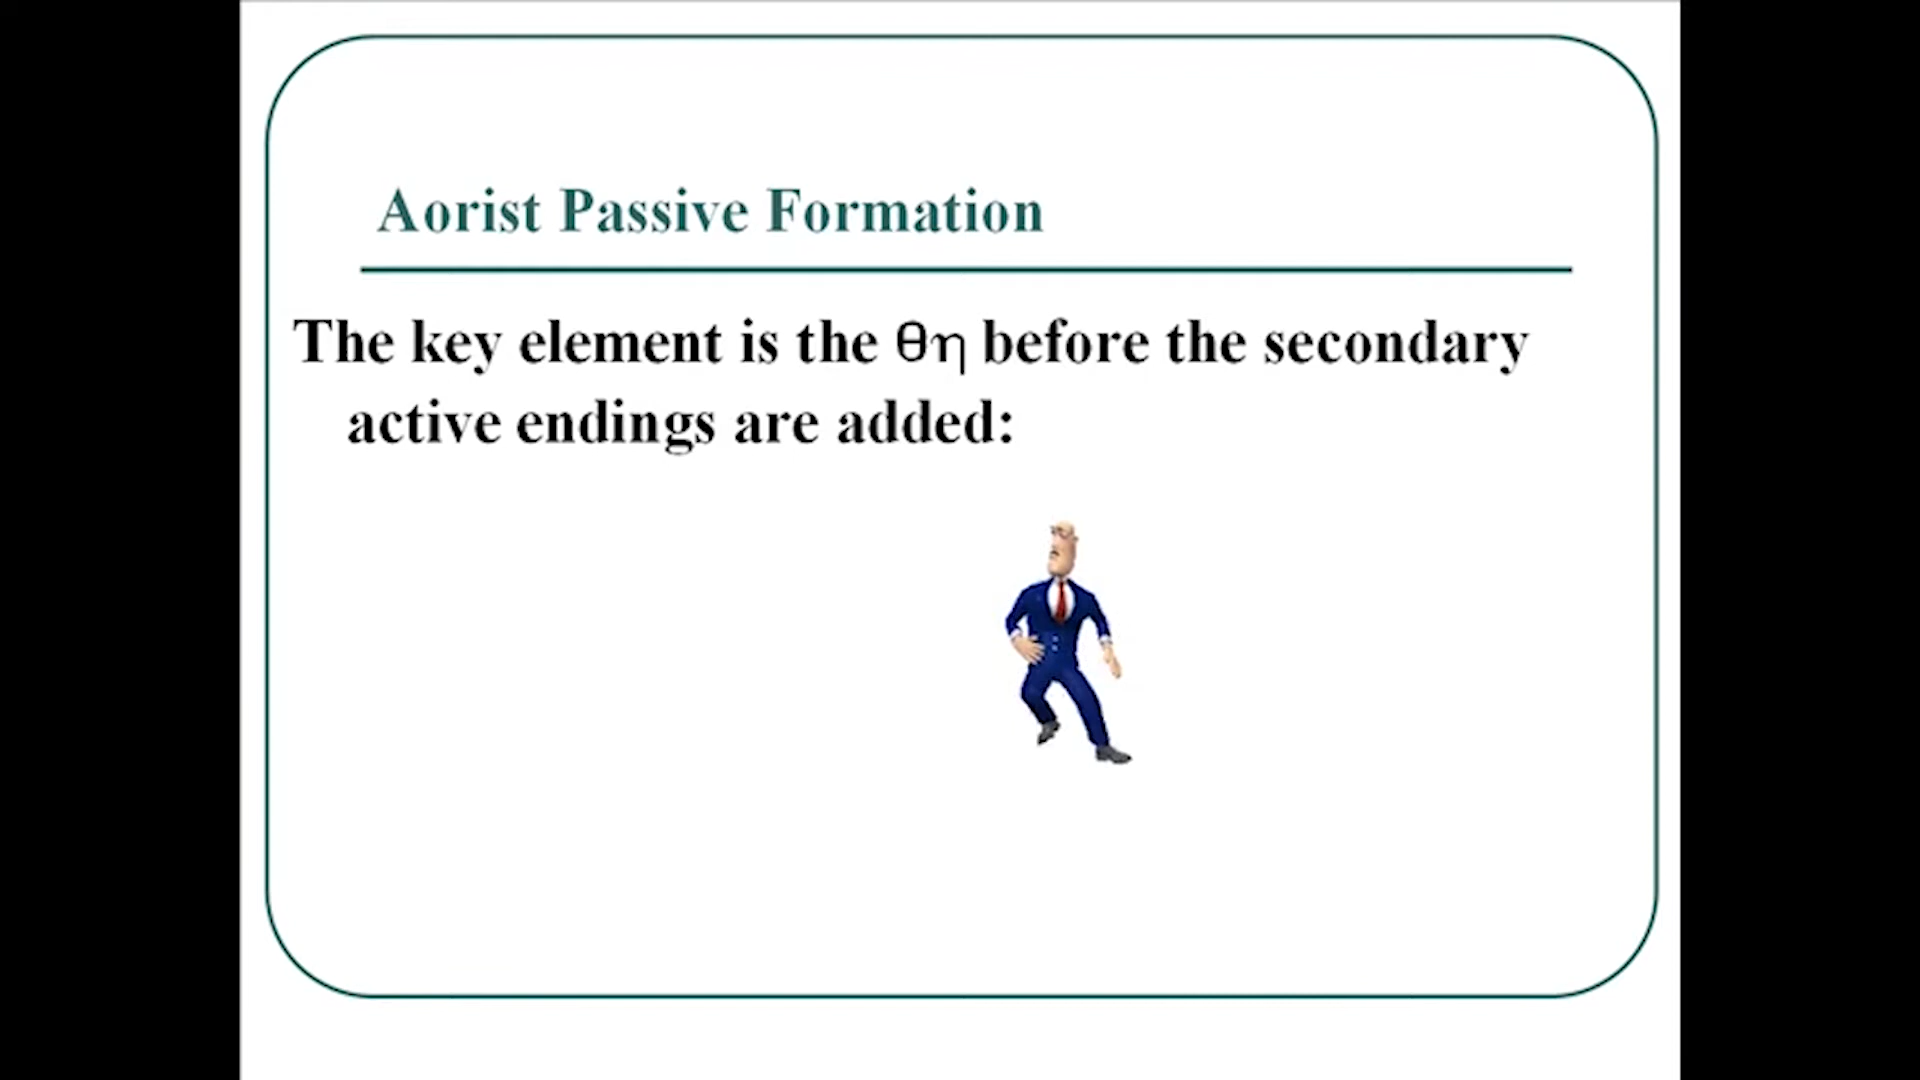 Aorist Passive Formation
The key element is the θη before the secondary
active endings are added: